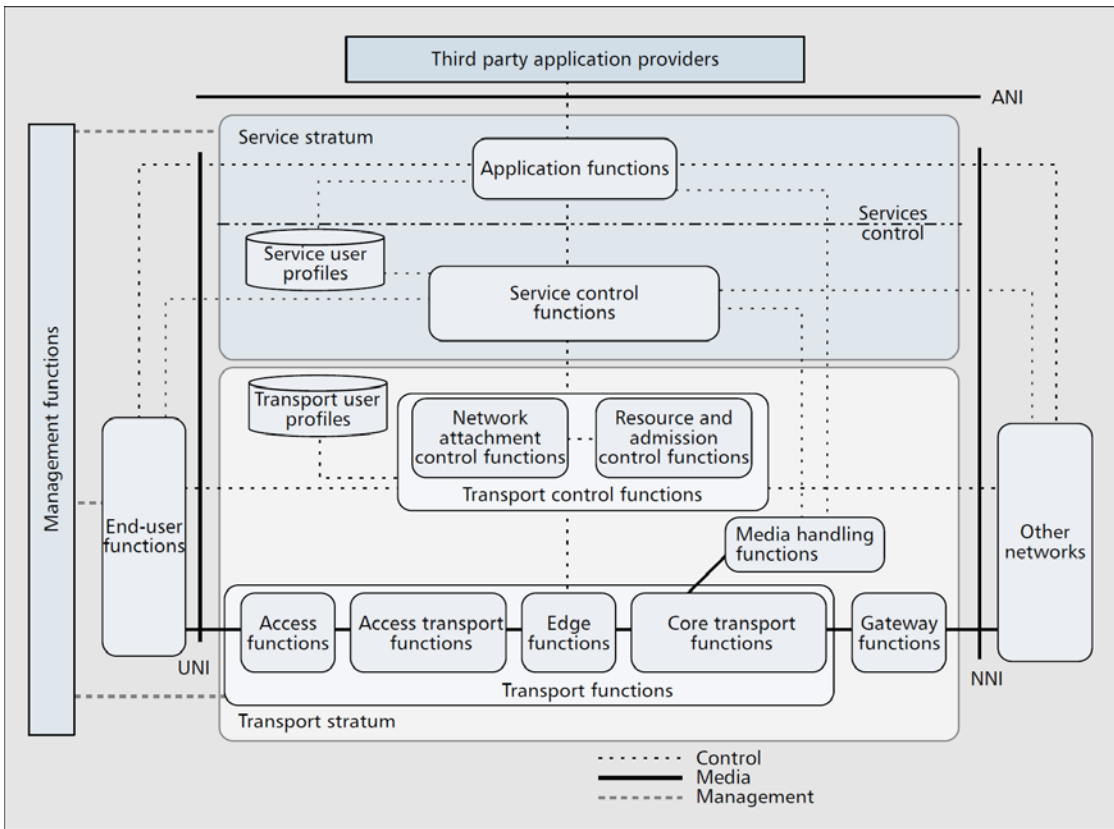 Third party application providers
ANI
Service stratum
Application functions
Services
control
Service user
profiles
Service control
functions
Management functions
Transport user
profiles
Network
attachment
control functions
Resource and
admission
control functions
Transport control functions
End-user
functions
Media handling
functions
Other
networks
Access
functions
Access transport
functions
Edge
functions
Core transport
functions
Gateway
functions
UNI
NNI
Transport functions
Transport stratum
Control
Media
Management